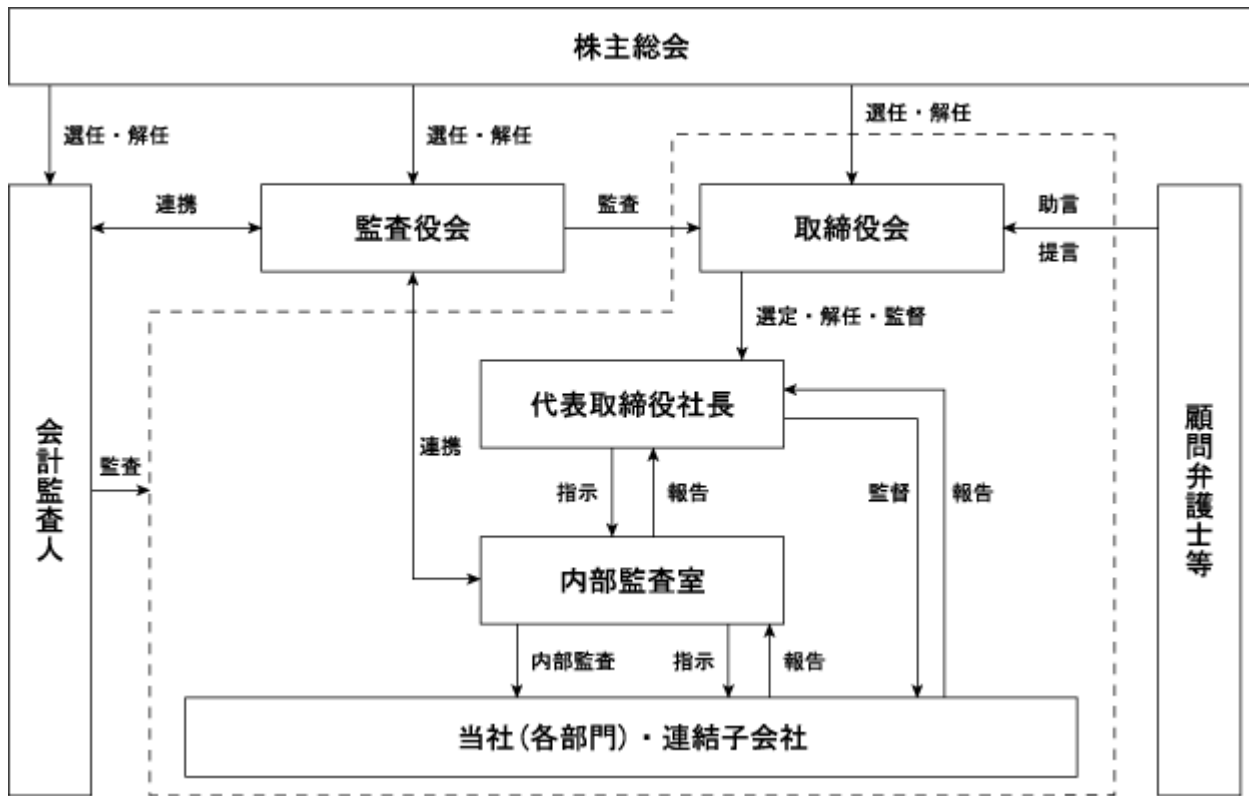 株主総会
選任・解任
選任・解任
選任・解任
連携
監査役会
監査
取締役会
助言
提言
選定・解任・監督
代表取締役社長
会計監査人
監査
連携
指示
報告
監督
報告
顧問弁護士等
内部監査室
内部監査
指示
報告
当社(各部門)・連結子会社